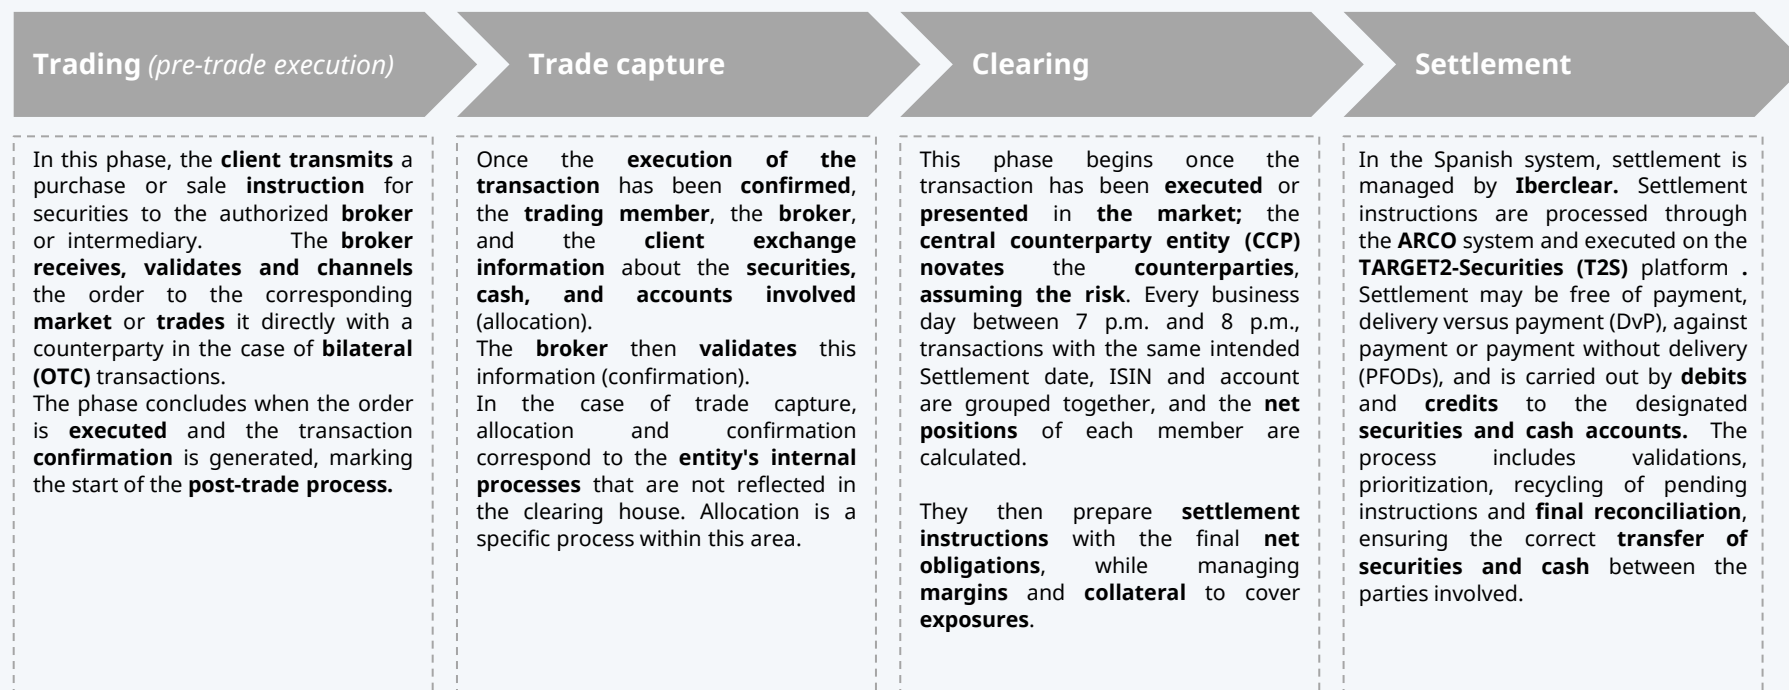 Trading (pre-trade execution)
In this phase, the client transmits a
purchase or sale instruction for
securities to the authorized broker
or intermediary. The broker
receives, validates and channels
the order to the corresponding
market or trades it directly with a
counterparty in the case of bilateral
(OTC) transactions.
The phase concludes when the order
is executed and the transaction
confirmation is generated, marking
the start of the post-trade process.
Trade capture
Once the execution of the
transaction has been confirmed,
the trading member, the broker,
and the client exchange
information about the securities,
cash, and accounts involved
(allocation).
The broker then validates this
information (confirmation).
In the case of trade capture,
allocation and confirmation
correspond to the entity's internal
processes that are not reflected in
the clearing house. Allocation is a
specific process within this area.
Clearing
This phase begins once the
transaction has been executed or
presented in the market; the
central counterparty entity (CCP)
novates the counterparties,
assuming the risk. Every business
day between 7 p.m. and 8 p.m.,
transactions with the same intended
Settlement date, ISIN and account
are grouped together, and the net
positions of each member are
calculated.
They then prepare settlement
instructions with the final net
obligations, while managing
margins and collateral to cover
exposures.
Settlement
In the Spanish system, settlement is
managed by Iberclear. Settlement
instructions are processed through
the ARCO system and executed on the
TARGET2-Securities (T2S) platform .
Settlement may be free of payment,
delivery versus payment (DvP), against
payment or payment without delivery
(PFODs), and is carried out by debits
and credits to the designated
securities and cash accounts. The
process includes validations,
prioritization, recycling of pending
instructions and final reconciliation,
ensuring the correct transfer of
securities and cash between the
parties involved.